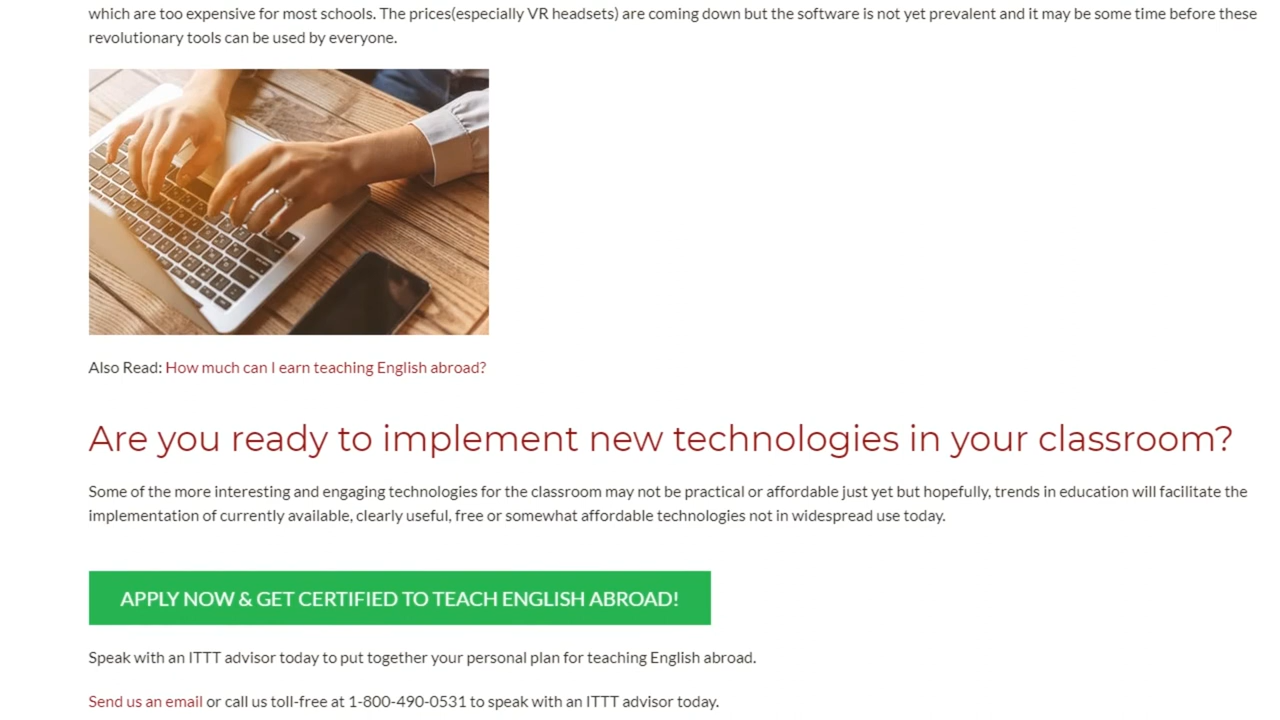 which are too expensive for most schools. The prices(especially VR headsets) are coming down but the software is not yet prevalent and it may be some time before these
revolutionary tools can be used by everyone.
Also Read: How much can I earn teaching English abroad?
Are you ready to implement new technologies in your classroom?
Some of the more interesting and engaging technologies for the classroom may not be practical or affordable just yet but hopefully, trends in education will facilitate the
implementation of currently available, clearly useful, free or somewhat affordable technologies not in widespread use today.
APPLY NOW & GET CERTIFIED TO TEACH ENGLISH ABROAD!
Speak with an ITTT advisor today to put together your personal plan for teaching English abroad.
Send us an email or call us toll-free at 1-800-490-0531 to speak with an ITTT advisor today.